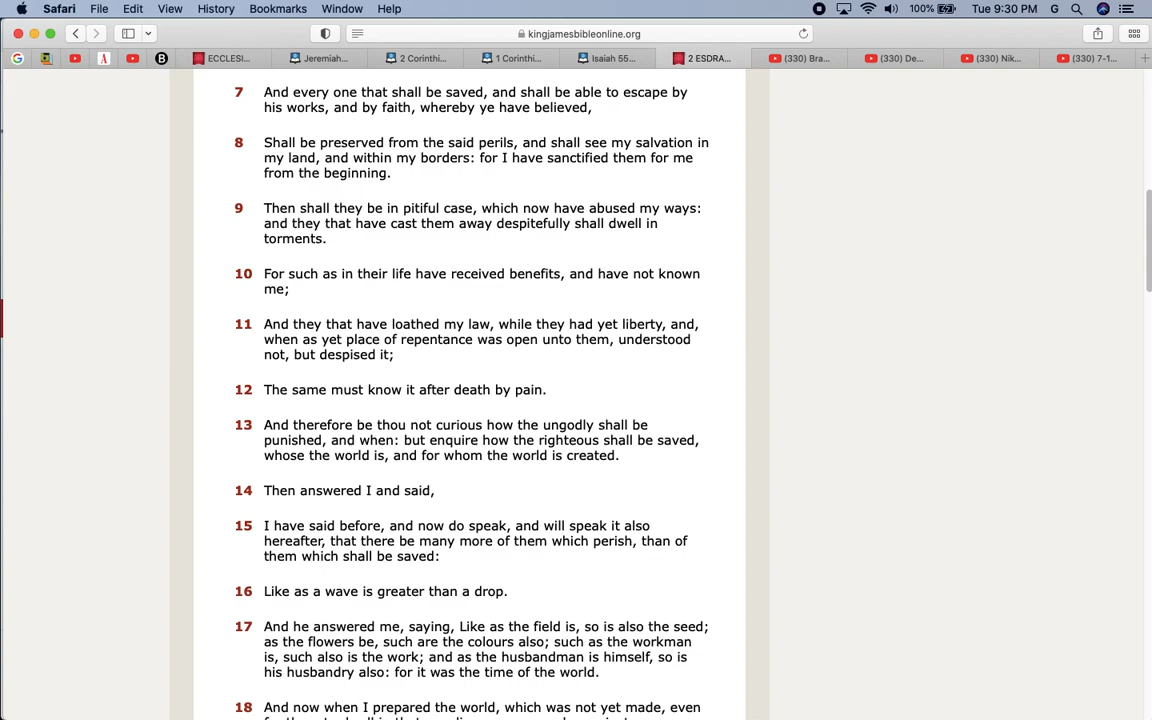 Safari File Edit View History Bookmarks Window Help 100% Tue 9:30 PM G
kingjamesbibleonline.org
G A B ECCLESI... Jeremiah... 2 Corinthi... 1 Corinthi... Isaiah 55... 2 ESDRA... (330) Bra... (330) De... (330) Nik... (330) 7-1...
7 And every one that shall be saved, and shall be able to escape by
his works, and by faith, whereby ye have believed,
8 Shall be preserved from the said perils, and shall see my salvation in
my land, and within my borders: for I have sanctified them for me
from the beginning.
9 Then shall they be in pitiful case, which now have abused my ways:
and they that have cast them away despitefully shall dwell in
torments.
10 For such as in their life have received benefits, and have not known
me;
11 And they that have loathed my law, while they had yet liberty, and,
when as yet place of repentance was open unto them, understood
not, but despised it;
12 The same must know it after death by pain.
13 And therefore be thou not curious how the ungodly shall be
punished, and when: but enquire how the righteous shall be saved,
whose the world is, and for whom the world is created.
14 Then answered I and said,
15 I have said before, and now do speak, and will speak it also
hereafter, that there be many more of them which perish, than of
them which shall be saved:
16 Like as a wave is greater than a drop.
17 And he answered me, saying, Like as the field is, so is also the seed;
as the flowers be, such are the colours also; such as the workman
is, such also is the work; and as the husbandman is himself, so is
his husbandry also: for it was the time of the world.
18 And now when I prepared the world, which was not yet made, even